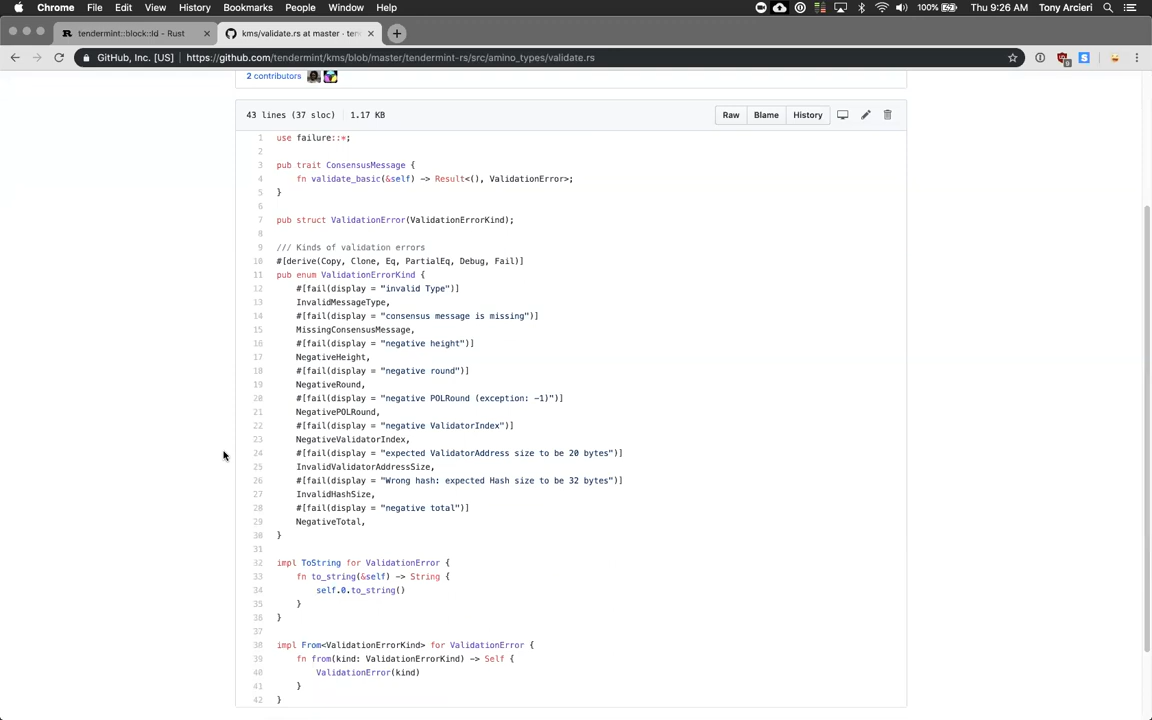 Chrome File Edit View History Bookmarks People Window Help 100% Thu 9:26 AM Tony Arcieri
tendermint::block::Id - Rust × kms/validate.rs at master · ten ×
GitHub, Inc. [US] | https://github.com/tendermint/kms/blob/master/tendermint-rs/src/amino_types/validate.rs
2 contributors
43 lines (37 sloc) 1.17 KB Raw Blame History
1 use failure::*;
2
3 pub trait ConsensusMessage {
4 fn validate_basic(&self) -> Result<(), ValidationError>;
5 }
6
7 pub struct ValidationError(ValidationErrorKind);
8
9 /// Kinds of validation errors
10 #[derive(Copy, Clone, Eq, PartialEq, Debug, Fail)]
11 pub enum ValidationErrorKind {
12 #[fail(display = "invalid Type")]
13 InvalidMessageType,
14 #[fail(display = "consensus message is missing")]
15 MissingConsensusMessage,
16 #[fail(display = "negative height")]
17 NegativeHeight,
18 #[fail(display = "negative round")]
19 NegativeRound,
20 #[fail(display = "negative POLRound (exception: -1)")]
21 NegativePOLRound,
22 #[fail(display = "negative ValidatorIndex")]
23 NegativeValidatorIndex,
24 #[fail(display = "expected ValidatorAddress size to be 20 bytes")]
25 InvalidValidatorAddressSize,
26 #[fail(display = "Wrong hash: expected Hash size to be 32 bytes")]
27 InvalidHashSize,
28 #[fail(display = "negative total")]
29 NegativeTotal,
30 }
31
32 impl ToString for ValidationError {
33 fn to_string(&self) -> String {
34 self.0.to_string()
35 }
36 }
37
38 impl From<ValidationErrorKind> for ValidationError {
39 fn from(kind: ValidationErrorKind) -> Self {
40 ValidationError(kind)
41 }
42 }